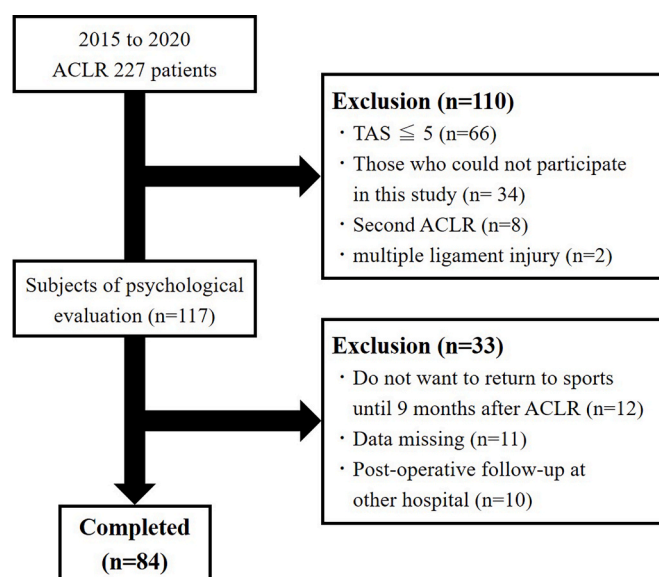 2015 to 2020
ACLR 227 patients
Exclusion (n=110)
・TAS ≦ 5 (n=66)
・Those who could not participate
in this study (n= 34)
・Second ACLR (n=8)
・multiple ligament injury (n=2)
Subjects of psychological
evaluation (n=117)
Exclusion (n=33)
・Do not want to return to sports
until 9 months after ACLR (n=12)
・Data missing (n=11)
・Post-operative follow-up at
other hospital (n=10)
Completed
(n=84)